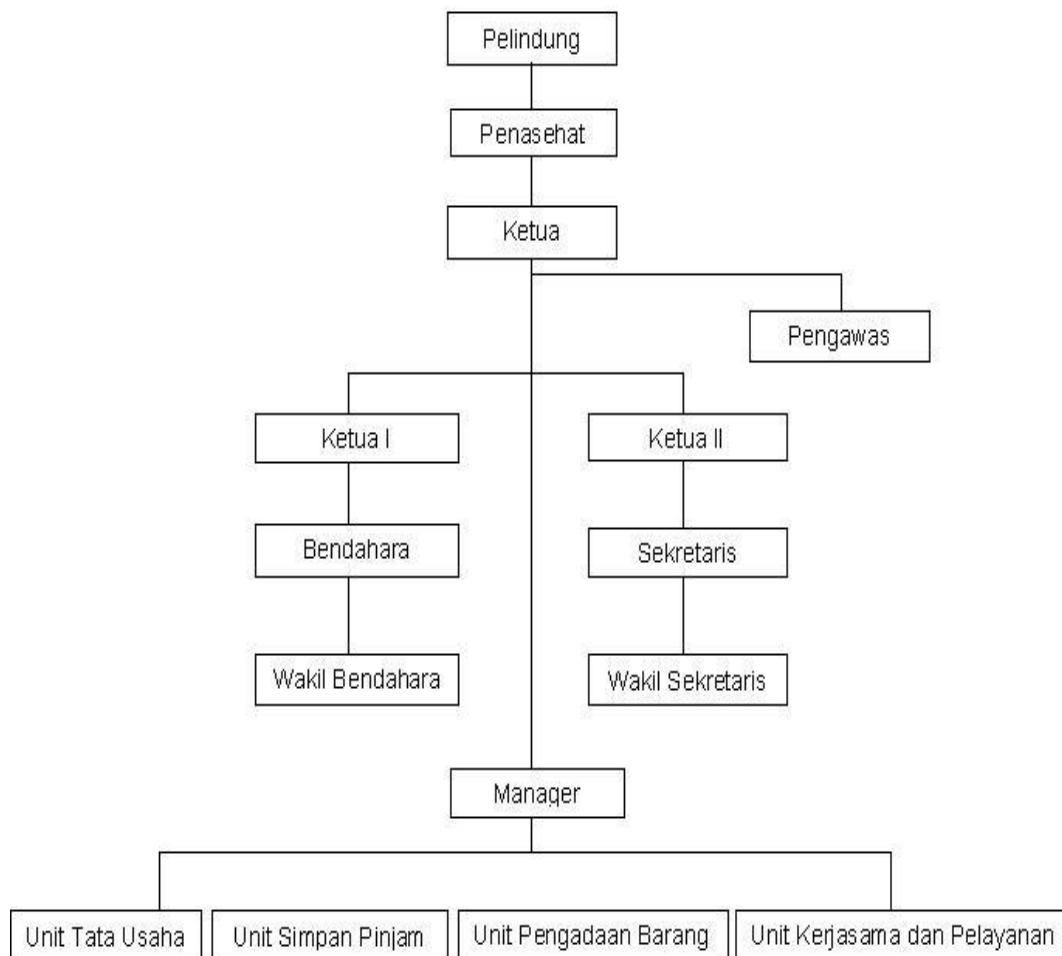 Pelindung
Penasehat
Ketua
Pengawas
Ketua I
Ketua II
Bendahara
Sekretaris
Wakil Bendahara
Wakil Sekretaris
Manager
Unit Tata Usaha
Unit Simpan Pinjam
Unit Pengadaan Barang
Unit Kerjasama dan Pelayanan